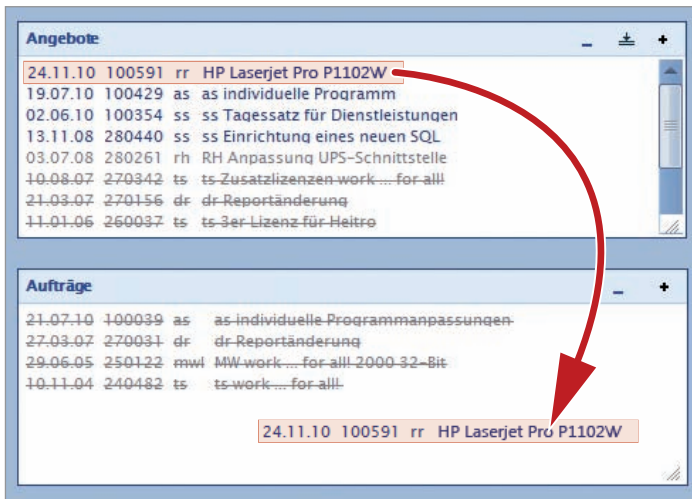 Angebote
24.11.10 100591 rr HP Laserjet Pro P1102W
19.07.10 100429 as as individuelle Programm
02.06.10 100354 ss ss Tagessatz für Dienstleistungen
13.11.08 280440 ss ss Einrichtung eines neuen SQL
03.07.08 280261 rh RH Anpassung UPS-Schnittstelle
10.08.07 270342 ts ts Zusatzlizenzen work ... for all!
21.03.07 270156 dr dr Reportänderung
11.01.06 260037 ts ts 3er Lizenz für Heitro
Aufträge
21.07.10 100039 as as individuelle Programmanpassungen
27.03.07 270031 dr dr Reportänderung
29.06.05 250122 mwl MW work ... for all! 2000 32-Bit
10.11.04 240482 ts ts work ... for all!
24.11.10 100591 rr HP Laserjet Pro P1102W